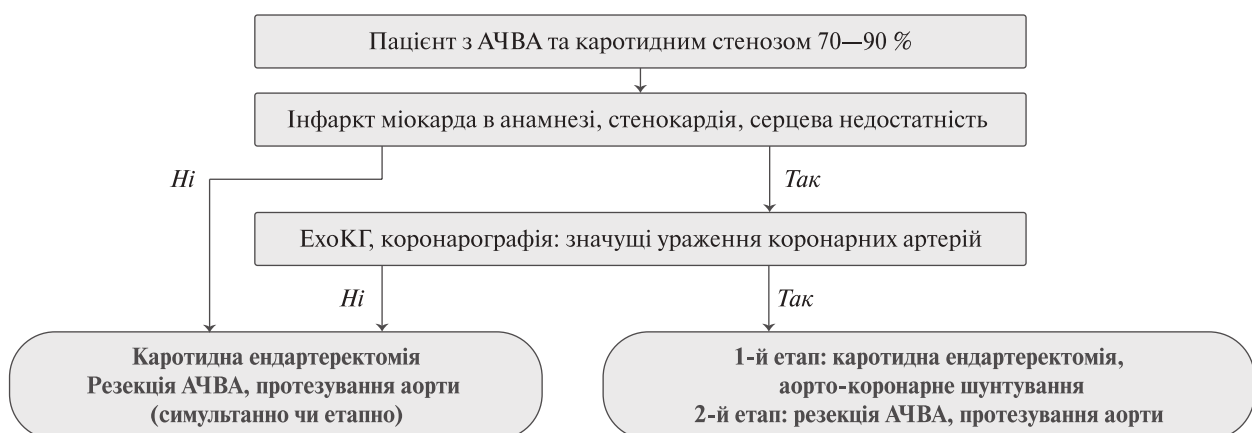 Пацієнт з АЧВА та каротидним стенозом 70—90 %
Інфаркт міокарда в анамнезі, стенокардія, серцева недостатність
Ні
Так
ЕхоКГ, коронарографія: значущі ураження коронарних артерій
Ні
Так
Каротидна ендартеректомія
Резекція АЧВА, протезування аорти
(симультанно чи етапно)
1-й етап: каротидна ендартеректомія,
аорто-коронарне шунтування
2-й етап: резекція АЧВА, протезування аорти